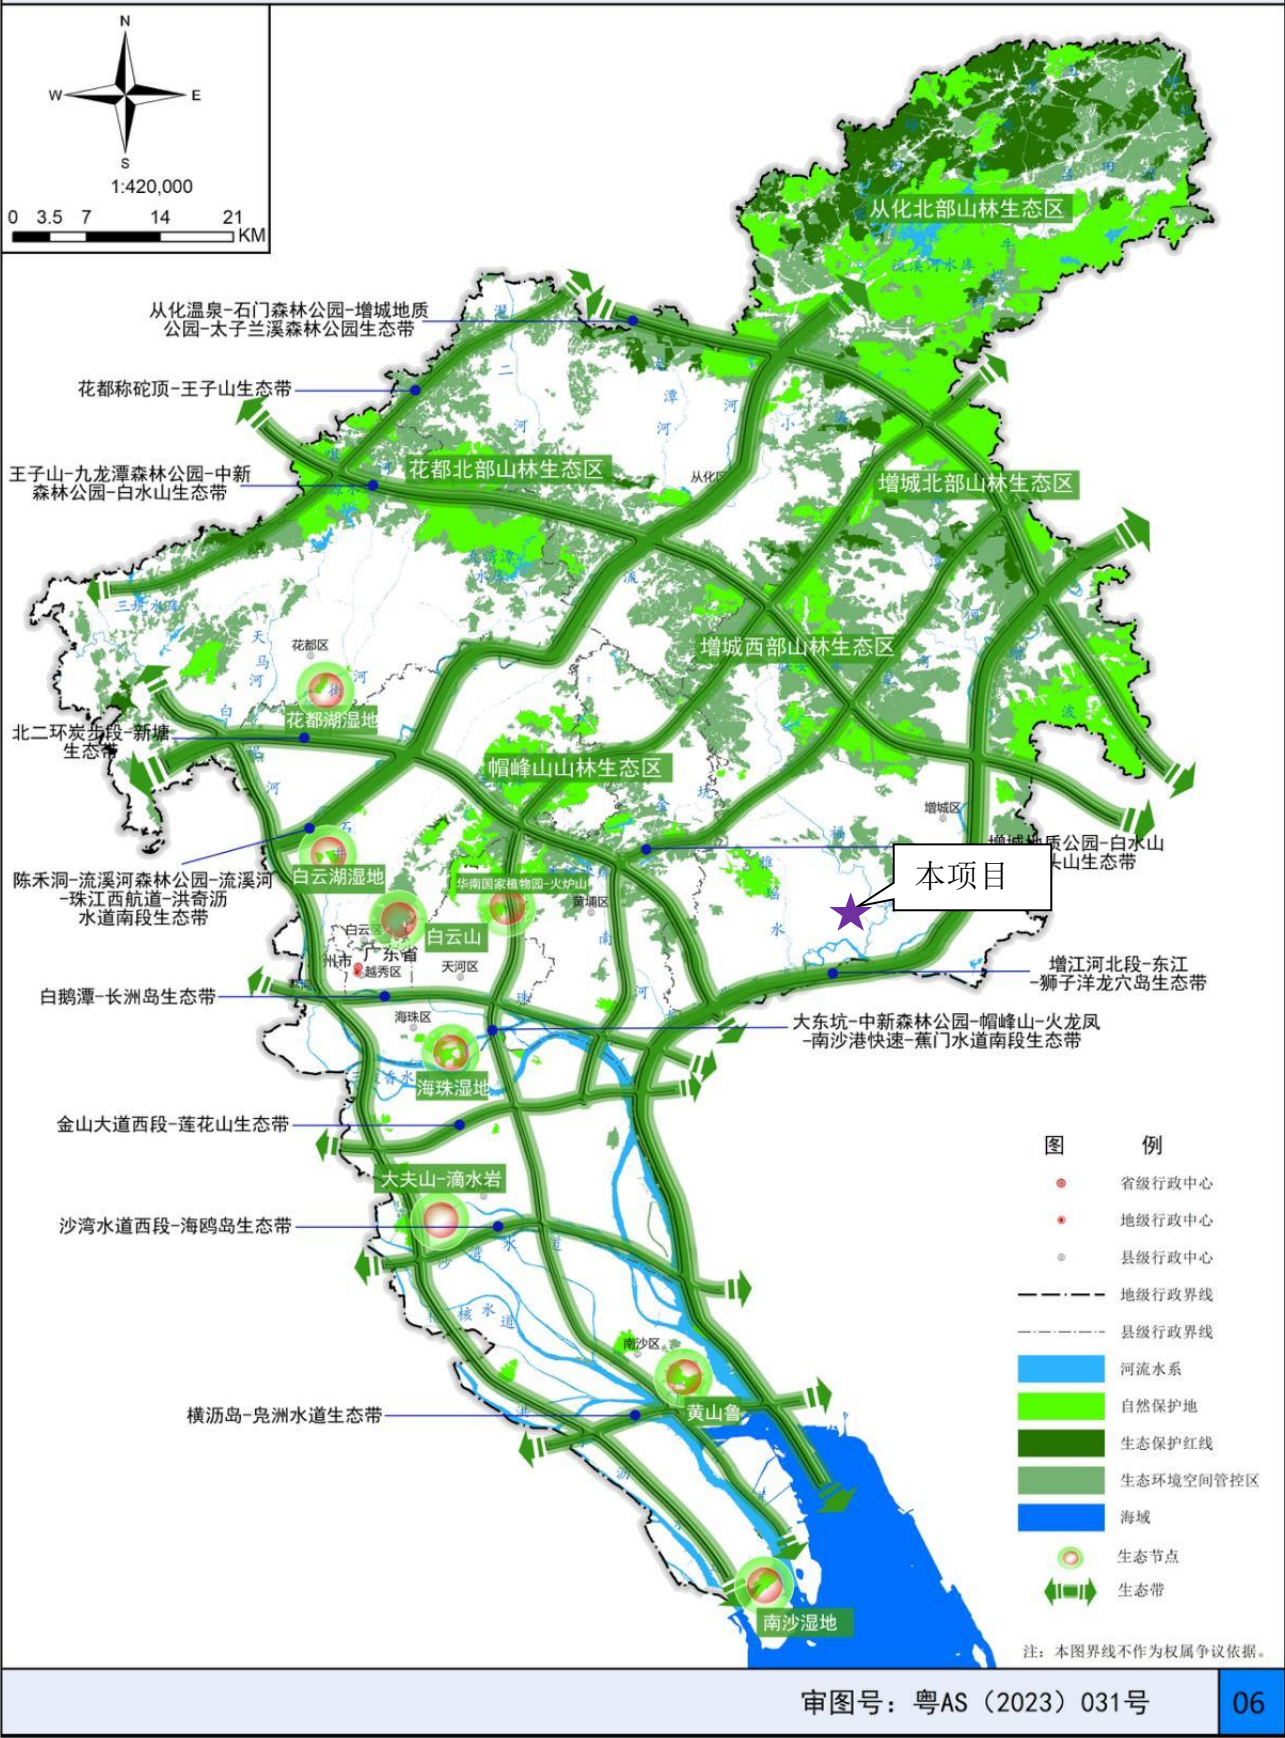 N
W
E
S
1:420,000
0 3.5 7 14 21
KM
从化北部山林生态区
流溪河水库
从化温泉-石门森林公园-增城地质
公园-太子兰溪森林公园生态带
花都称砣顶-王子山生态带
王子山-九龙潭森林公园-中新
森林公园-白水山生态带
花都北部山林生态区
从化区
增城北部山林生态区
三坑水库
天
马
河
花都区
花都湖湿地
增城西部山林生态区
北二环炭步段-新塘
生态带
帽峰山山林生态区
增城区
增城地质公园-白水山
头山生态带
本项目
陈禾洞-流溪河森林公园-流溪河
-珠江西航道-洪奇沥
水道南段生态带
白云湖湿地
华南国家植物园-火炉山
黄埔区
白云区
白云山
广东省
州市
越秀区
天河区
白鹅潭-长洲岛生态带
海珠区
增江河北段-东江
-狮子洋龙穴岛生态带
大东坑-中新森林公园-帽峰山-火龙凤
-南沙港快速-蕉门水道南段生态带
海珠湿地
金山大道西段-莲花山生态带
大夫山-滴水岩
沙湾水道西段-海鸥岛生态带
南沙区
黄山鲁
横沥岛-凫洲水道生态带
南沙湿地
图 例
省级行政中心
地级行政中心
县级行政中心
地级行政界线
县级行政界线
河流水系
自然保护地
生态保护红线
生态环境空间管控区
海域
生态节点
生态带
注：本图界线不作为权属争议依据。
审图号：粤AS（2023）031号
06